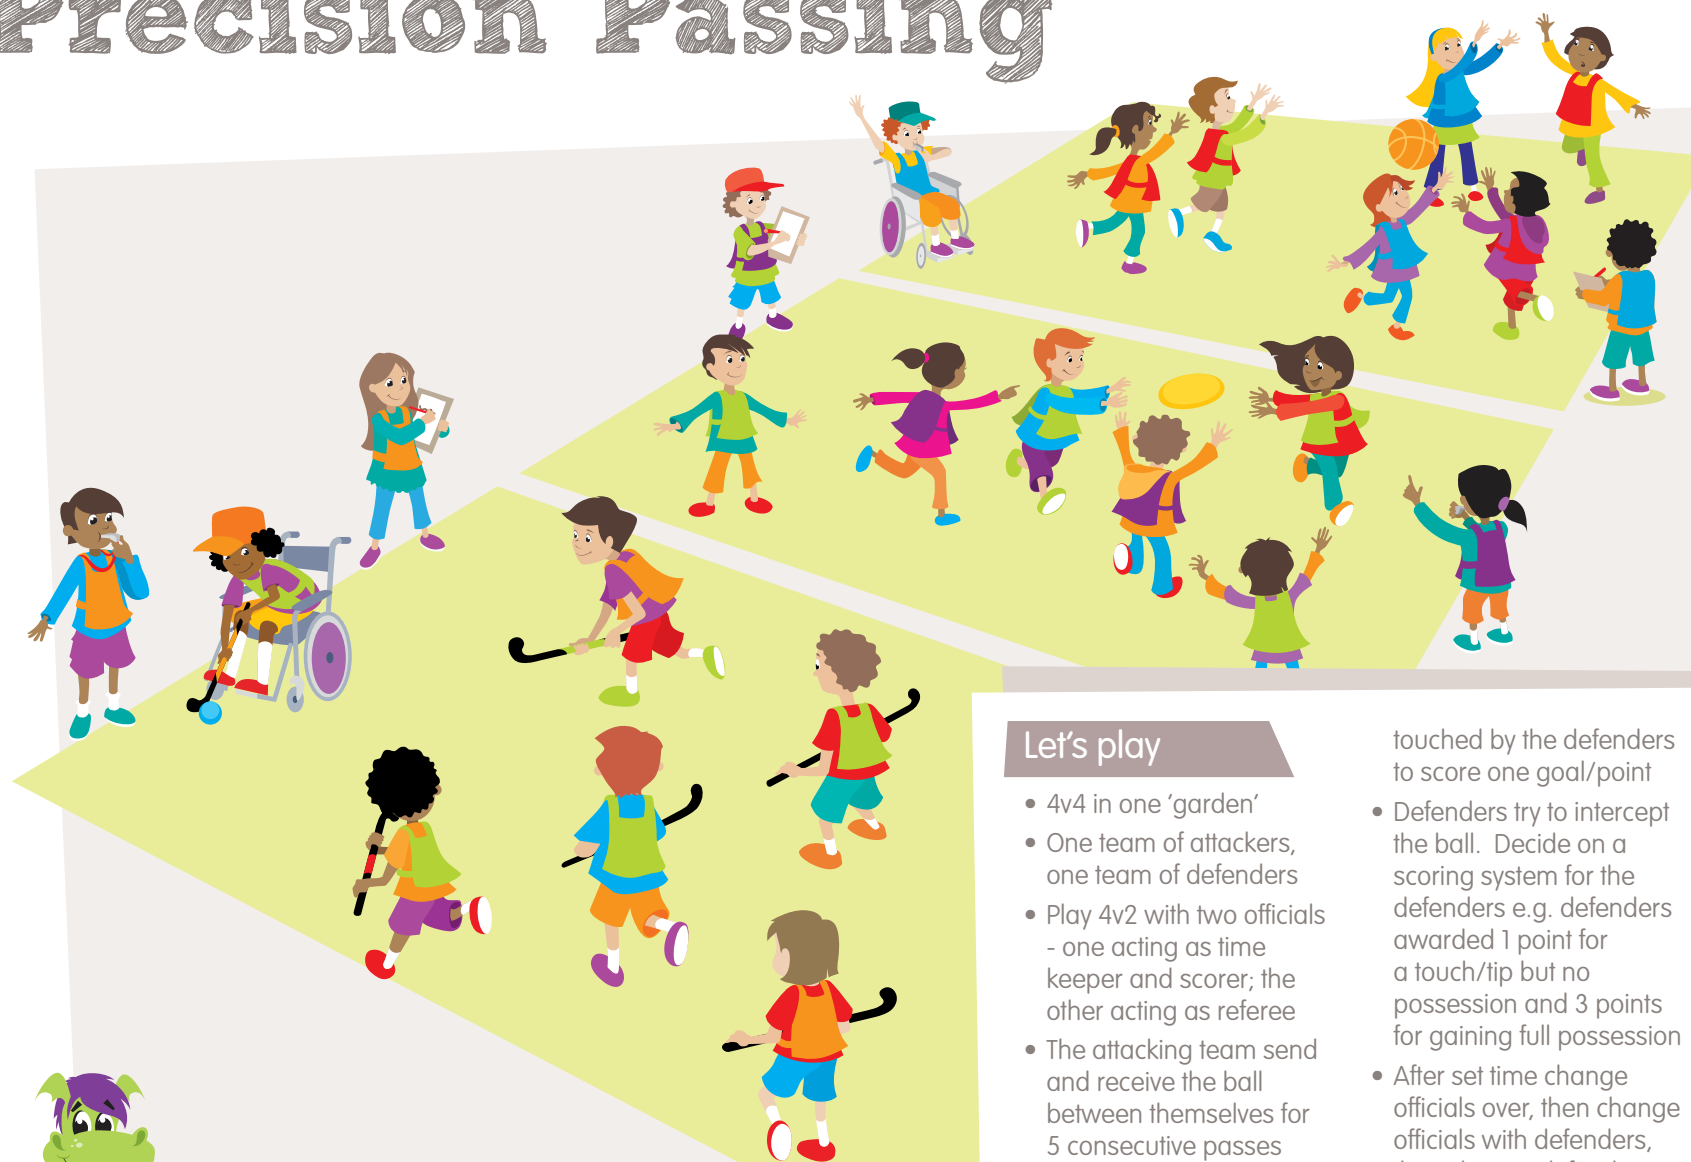 Precision Passing
Let's play
• 4v4 in one 'garden'
• One team of attackers,
one team of defenders
• Play 4v2 with two officials
- one acting as time
keeper and scorer; the
other acting as referee
• The attacking team send
and receive the ball
between themselves for
5 consecutive passes
touched by the defenders
to score one goal/point
• Defenders try to intercept
the ball. Decide on a
scoring system for the
defenders e.g. defenders
awarded 1 point for
a touch/tip but no
possession and 3 points
for gaining full possession
• After set time change
officials over, then change
officials with defenders,